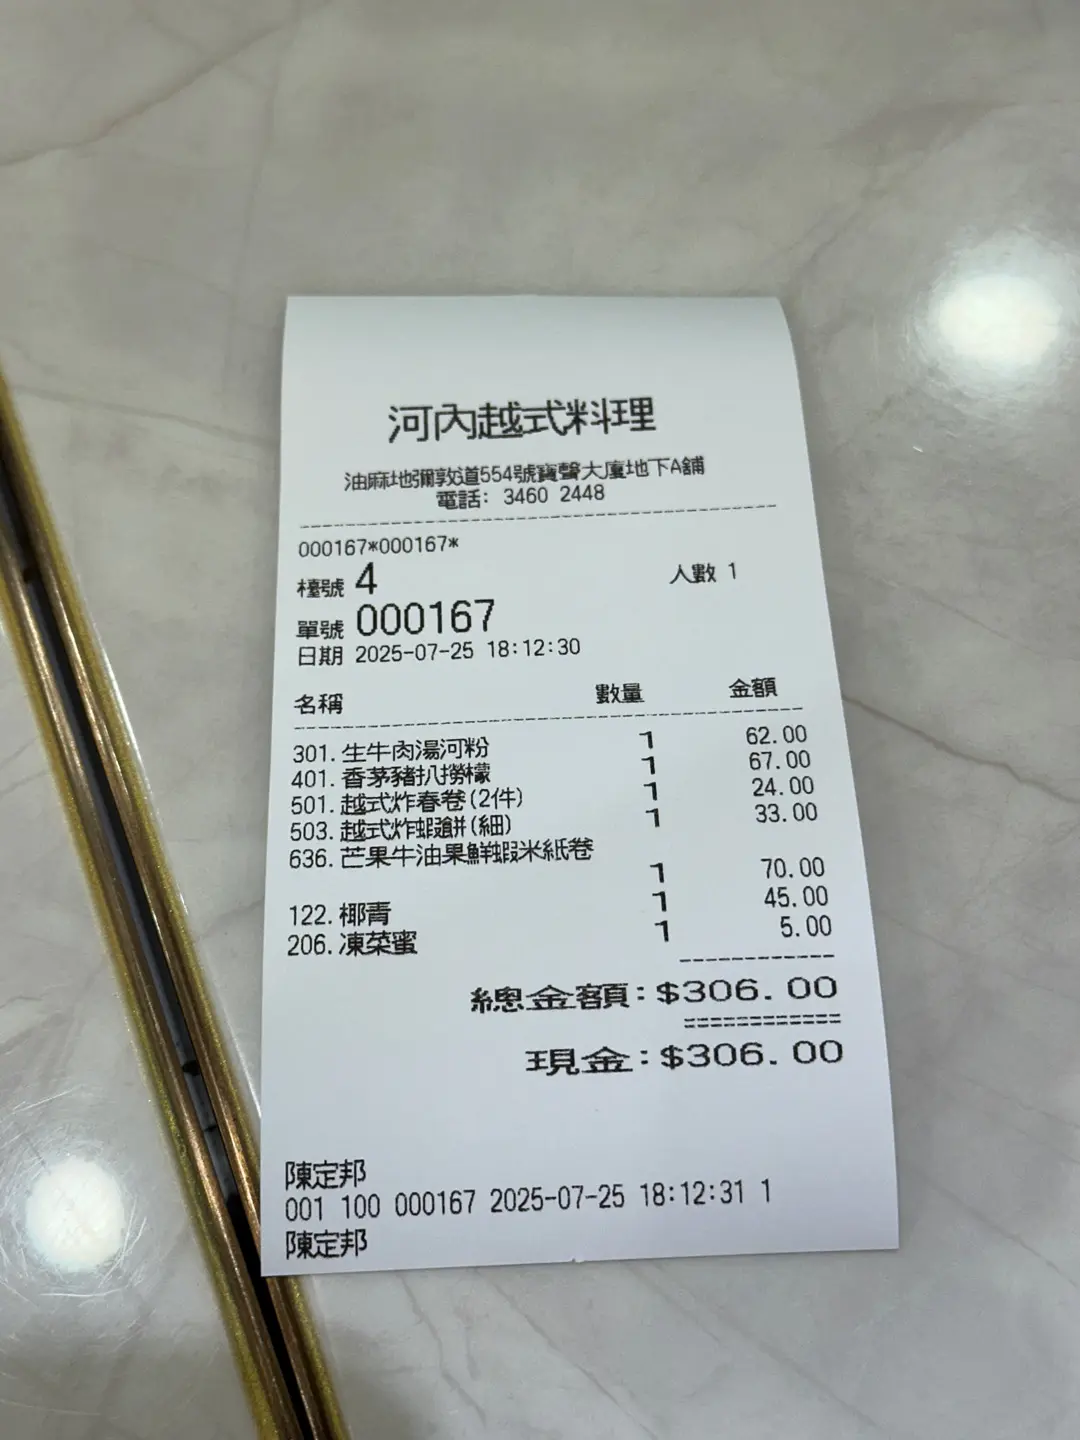 河內越式料理
油麻地彌敦道554號寶聲大廈地下A舖
電話: 3460 2448
000167*000167*
檯號 4 人數 1
單號 000167
日期 2025-07-25 18:12:30
名稱 數量 金額
301. 生牛肉湯河粉 1 62.00
401. 香茅豬扒撈檬 1 67.00
501. 越式炸春卷(2件) 1 24.00
503. 越式炸蝦餅(細) 1 33.00
636. 芒果牛油果鮮蝦米紙卷
1 70.00
122. 椰青 1 45.00
206. 凍菜蜜 1 5.00
總金額:$306.00
現金:$306.00
陳定邦
001 100 000167 2025-07-25 18:12:31 1
陳定邦